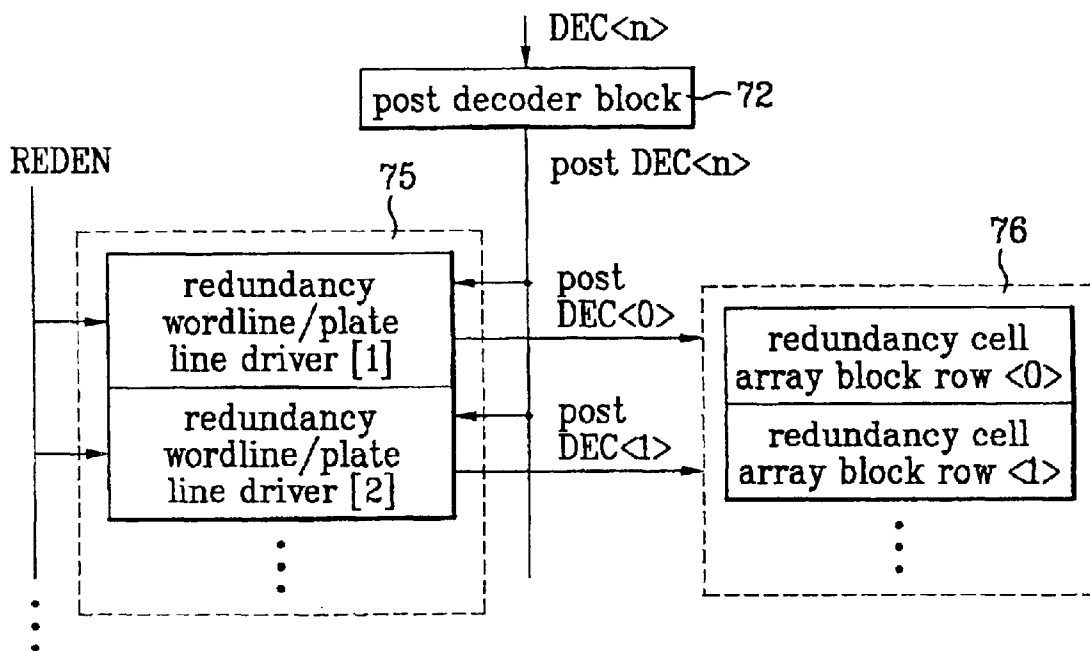 DEC<n>
post decoder block
72
REDEN
post DEC<n>
75
76
redundancy
wordline/plate
line driver [1]
post
DEC<0>
redundancy cell
array block row <0>
redundancy
wordline/plate
line driver [2]
post
DEC<1>
redundancy cell
array block row <1>